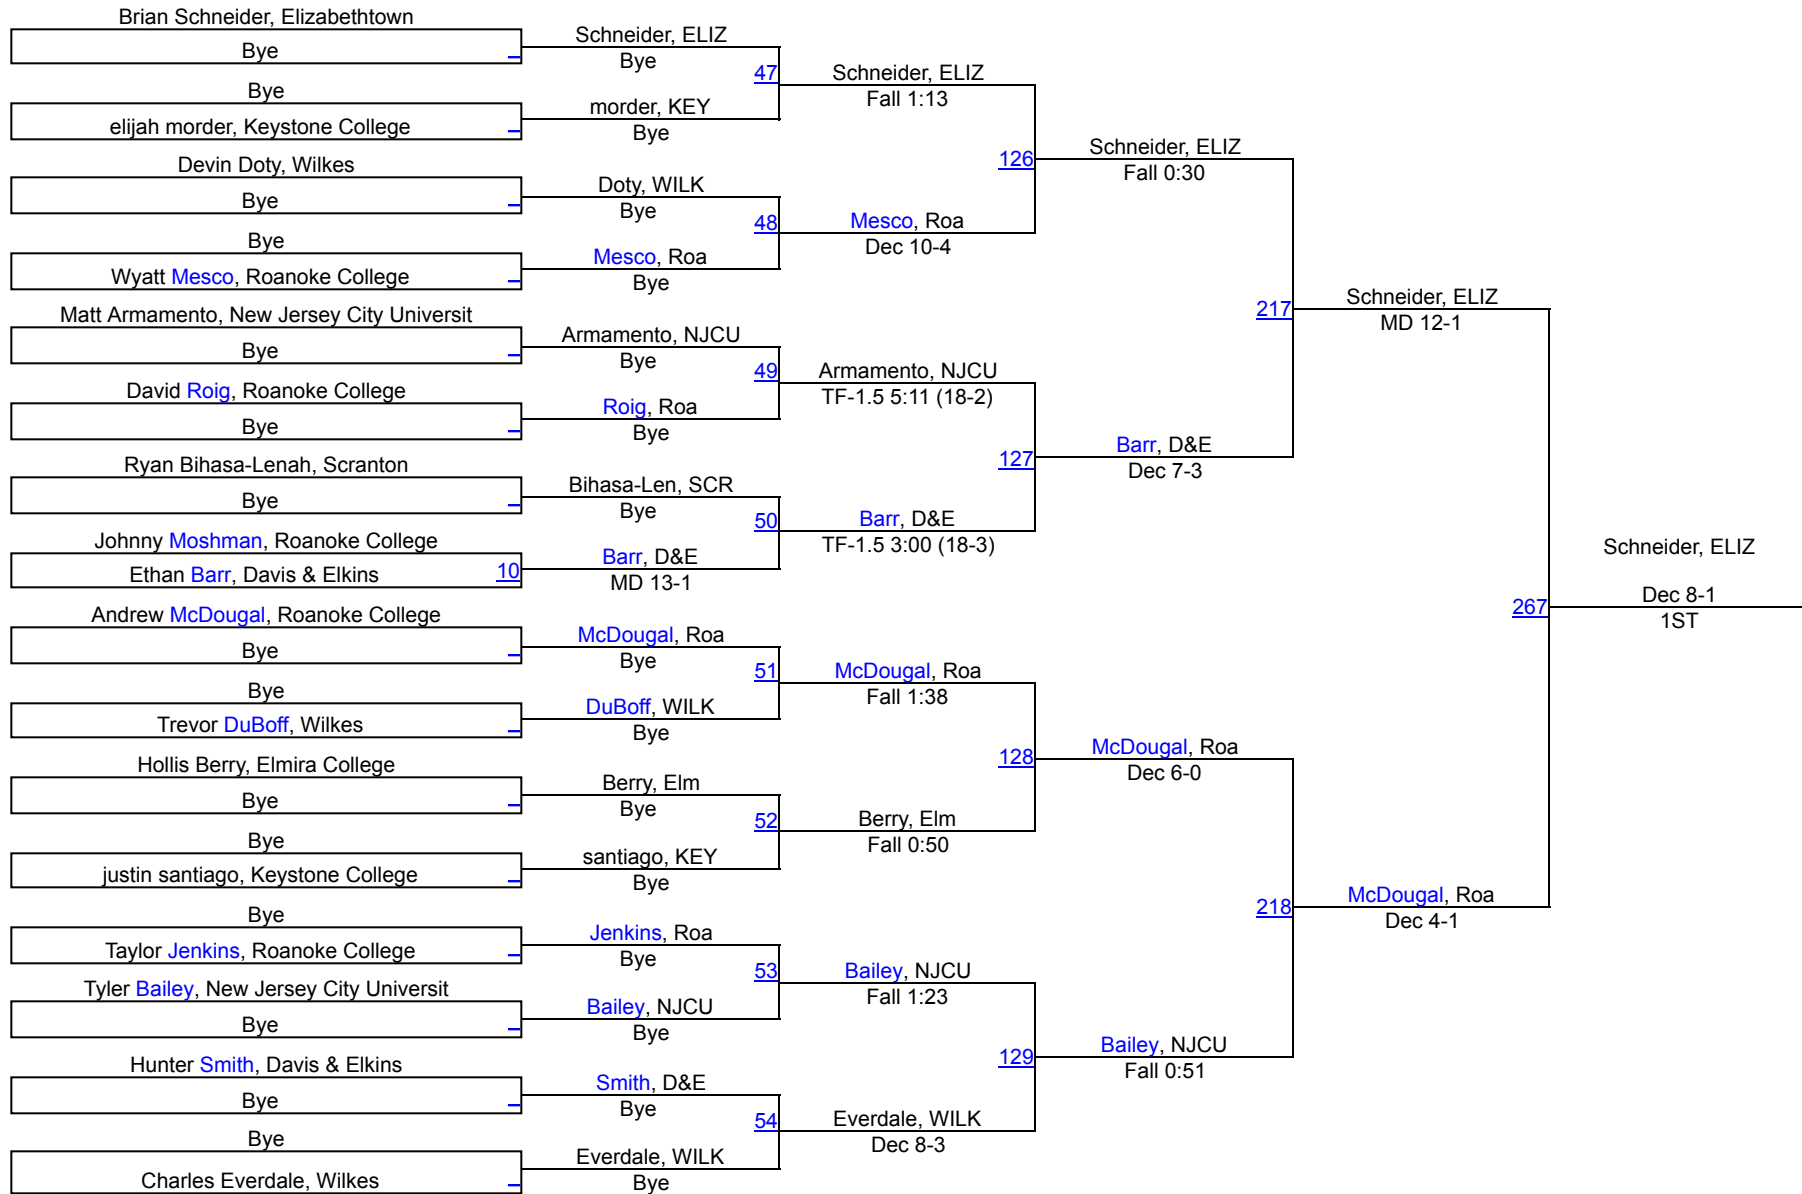 Brian Schneider, Elizabethtown
Bye
_
Bye
elijah morder, Keystone College
_
Devin Doty, Wilkes
Bye
_
Bye
Wyatt Mesco, Roanoke College
_
Matt Armamento, New Jersey City Universit
Bye
_
David Roig, Roanoke College
Bye
_
Ryan Bihasa-Lenah, Scranton
Bye
_
Johnny Moshman, Roanoke College
Ethan Barr, Davis & Elkins
10
Andrew McDougal, Roanoke College
Bye
_
Bye
Trevor DuBoff, Wilkes
_
Hollis Berry, Elmira College
Bye
_
Bye
justin santiago, Keystone College
_
Bye
Taylor Jenkins, Roanoke College
_
Tyler Bailey, New Jersey City Universit
Bye
_
Hunter Smith, Davis & Elkins
Bye
_
Bye
Charles Everdale, Wilkes
_
Schneider, ELIZ
Bye
47
morder, KEY
Bye
Doty, WILK
Bye
48
Mesco, Roa
Bye
Armamento, NJCU
Bye
49
Roig, Roa
Bye
Bihasa-Len, SCR
Bye
50
Barr, D&E
MD 13-1
McDougal, Roa
Bye
51
DuBoff, WILK
Bye
Berry, Elm
Bye
52
santiago, KEY
Bye
Jenkins, Roa
Bye
53
Bailey, NJCU
Bye
Smith, D&E
Bye
54
Everdale, WILK
Bye
Schneider, ELIZ
Fall 1:13
126
Mesco, Roa
Dec 10-4
Armamento, NJCU
TF-1.5 5:11 (18-2)
127
Barr, D&E
TF-1.5 3:00 (18-3)
McDougal, Roa
Fall 1:38
128
Berry, Elm
Fall 0:50
Bailey, NJCU
Fall 1:23
129
Everdale, WILK
Dec 8-3
Schneider, ELIZ
Fall 0:30
217
Barr, D&E
Dec 7-3
McDougal, Roa
Dec 6-0
218
Bailey, NJCU
Fall 0:51
Schneider, ELIZ
MD 12-1
267
McDougal, Roa
Dec 4-1
Schneider, ELIZ
Dec 8-1
1ST